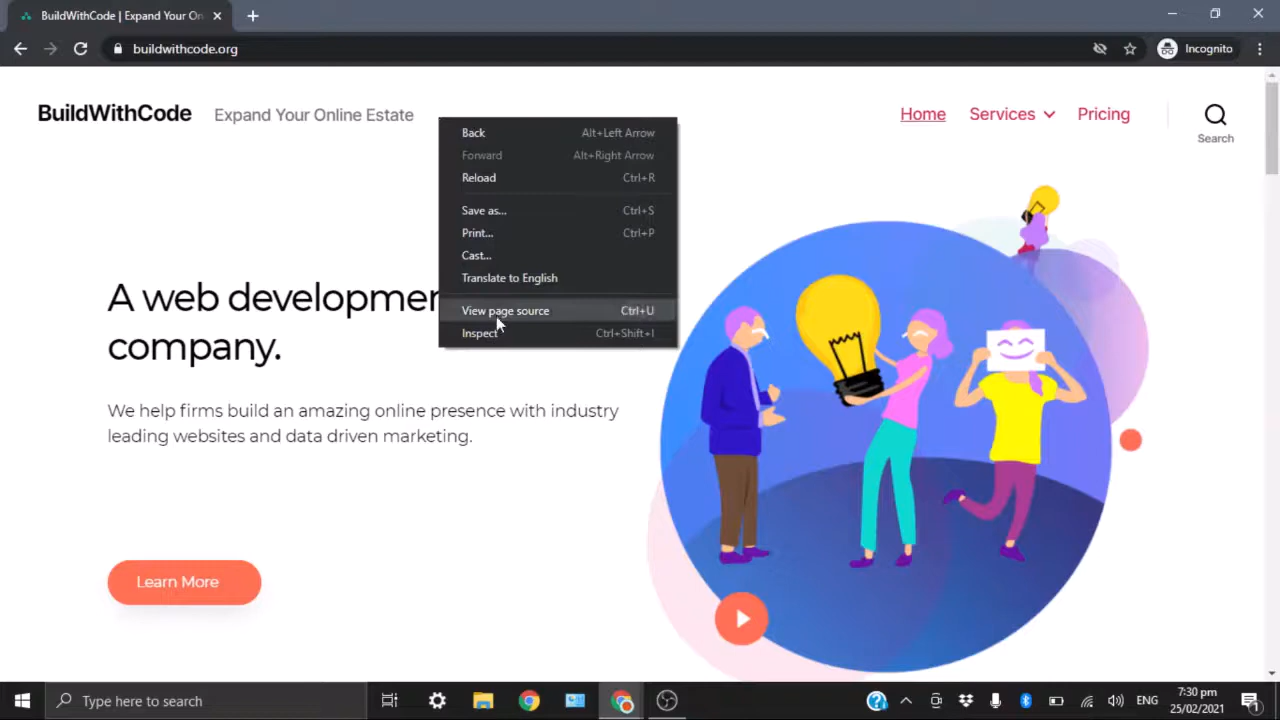 BuildWithCode | Expand Your On
buildwithcode.org
Incognito
BuildWithCode Expand Your Online Estate
Home Services Pricing
Search
Back Alt+Left Arrow
Forward Alt+Right Arrow
Reload Ctrl+R
Save as... Ctrl+S
Print... Ctrl+P
Cast...
Translate to English
View page source Ctrl+U
Inspect Ctrl+Shift+I
A web developmen
company.
We help firms build an amazing online presence with industry
leading websites and data driven marketing.
Learn More
Type here to search
ENG
7:30 pm
25/02/2021
1